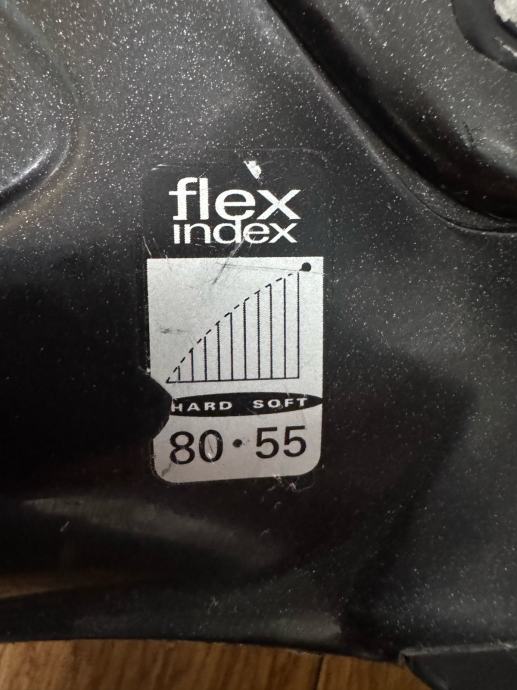 flex
index
HARD SOFT
80 • 55